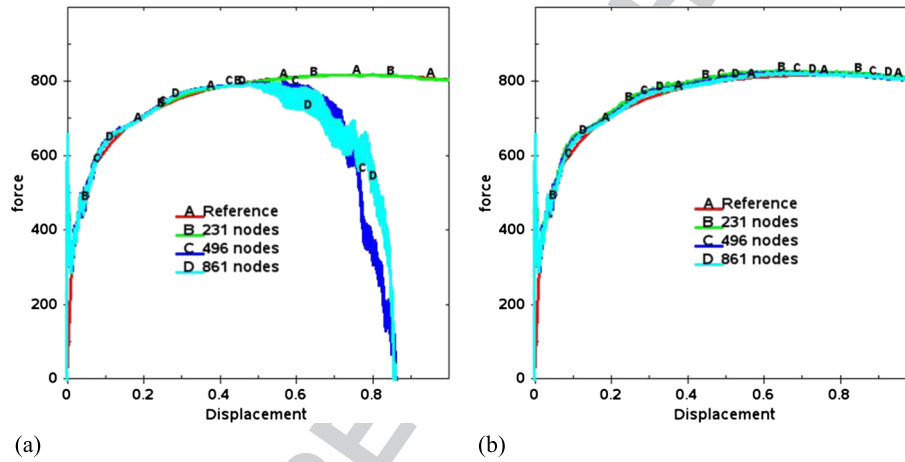 800
600
400
200
0
force
0
0.2
0.4
0.6
0.8
Displacement
A Reference
B 231 nodes
C 496 nodes
D 861 nodes
(a)
800
600
400
200
0
force
0
0.2
0.4
0.6
0.8
Displacement
A Reference
B 231 nodes
C 496 nodes
D 861 nodes
(b)